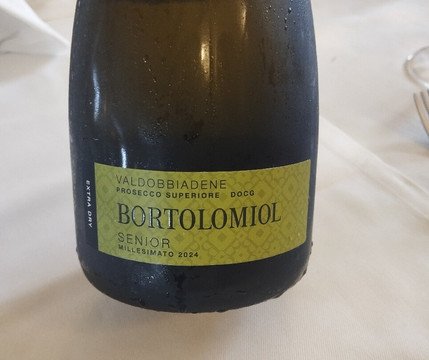 VALDOBBIADENE
PROSECCO SUPERIORE DOCG
BORTOLOMIOL
SENIOR
MILLESIMATO 2024
EXTRA DRY